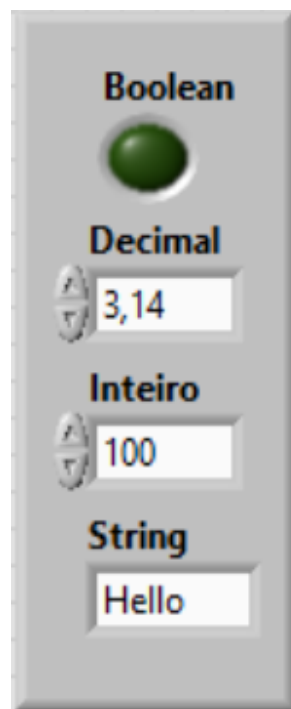 Boolean
Decimal
3,14
Inteiro
100
String
Hello